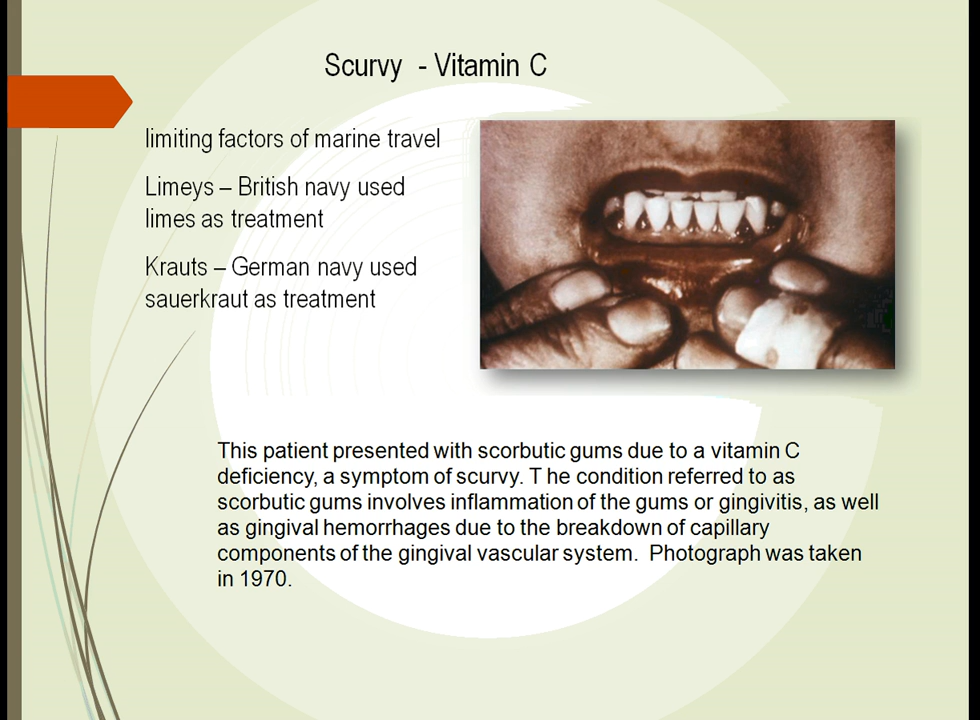 Scurvy - Vitamin C
limiting factors of marine travel
Limeys – British navy used
limes as treatment
Krauts – German navy used
sauerkraut as treatment
This patient presented with scorbutic gums due to a vitamin C
deficiency, a symptom of scurvy. T he condition referred to as
scorbutic gums involves inflammation of the gums or gingivitis, as well
as gingival hemorrhages due to the breakdown of capillary
components of the gingival vascular system. Photograph was taken
in 1970.